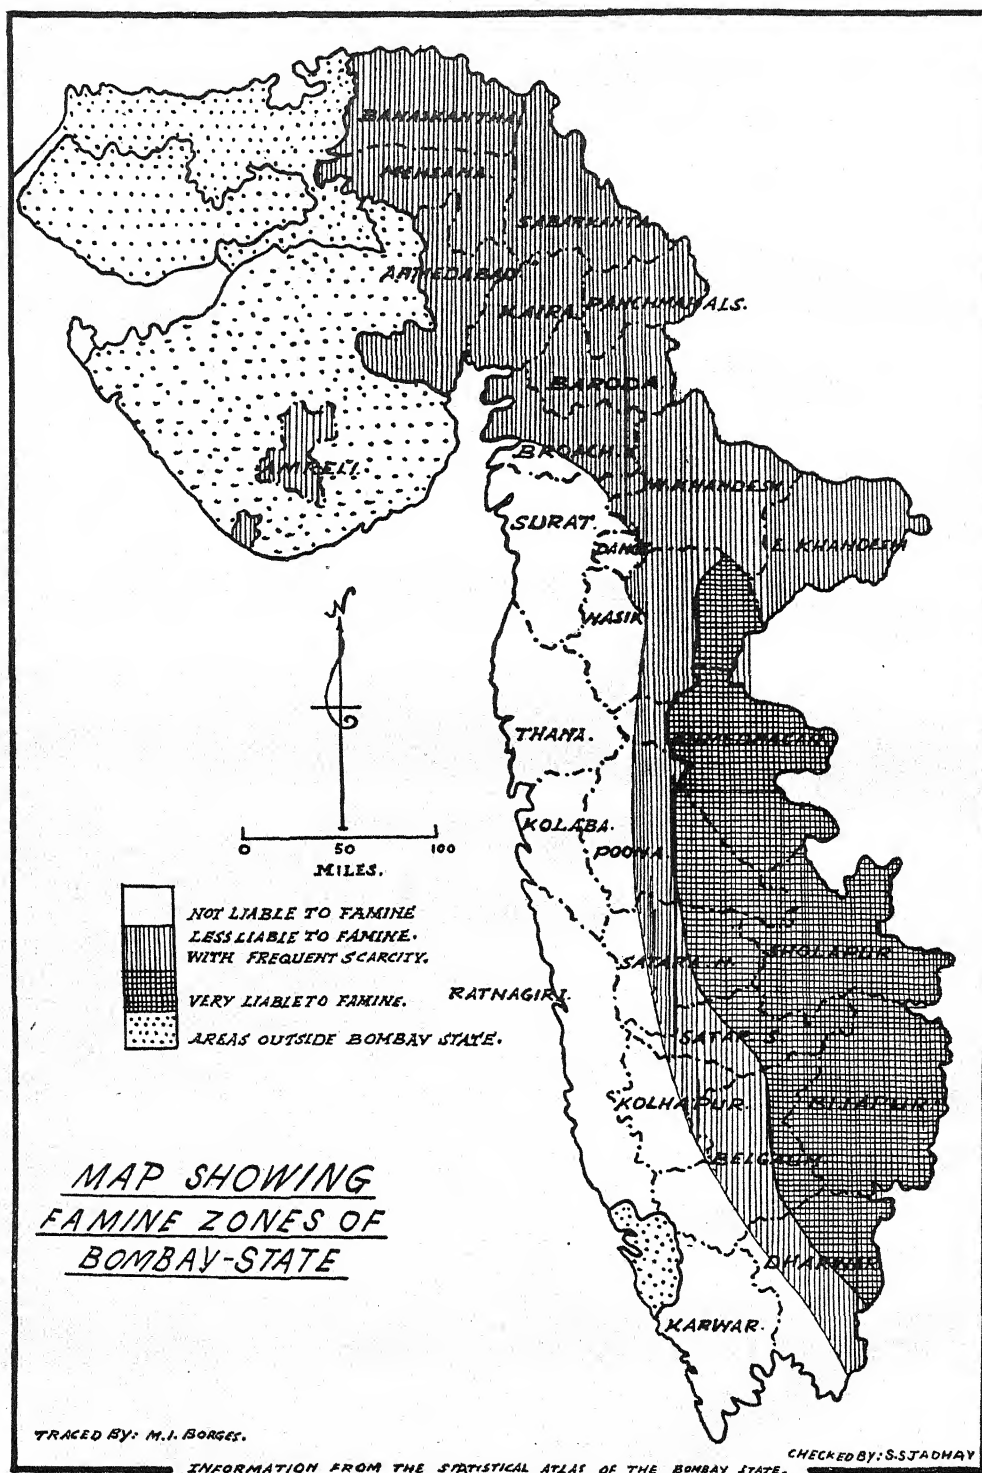 BANASKANTHA.
MEHSANA
SABARKANTA
AHMEDABAD
KAIRA
PANCHMAHALS.
BARODA
BROACH.
AMRELI.
W. KHANDESH
SURAT.
DANGS
E. KHANDESH
NASIK
N
THANA.
AHMEDNAGAR
KOLABA.
POONA
0 50 100
MILES.
NOT LIABLE TO FAMINE
LESS LIABLE TO FAMINE.
WITH FREQUENT SCARCITY.
VERY LIABLE TO FAMINE.
AREAS OUTSIDE BOMBAY STATE.
SATARA N.
SHOLAPUR
RATNAGIRI.
SATAR S.
KOLHAPUR.
BIJAPUR
BELGAUM
MAP SHOWING
FAMINE ZONES OF
BOMBAY-STATE
DHARWAR
KARWAR.
TRACED BY: M.I. BORGES.
CHECKED BY: S.S JADHAV
INFORMATION FROM THE STATISTICAL ATLAS OF THE BOMBAY STATE.